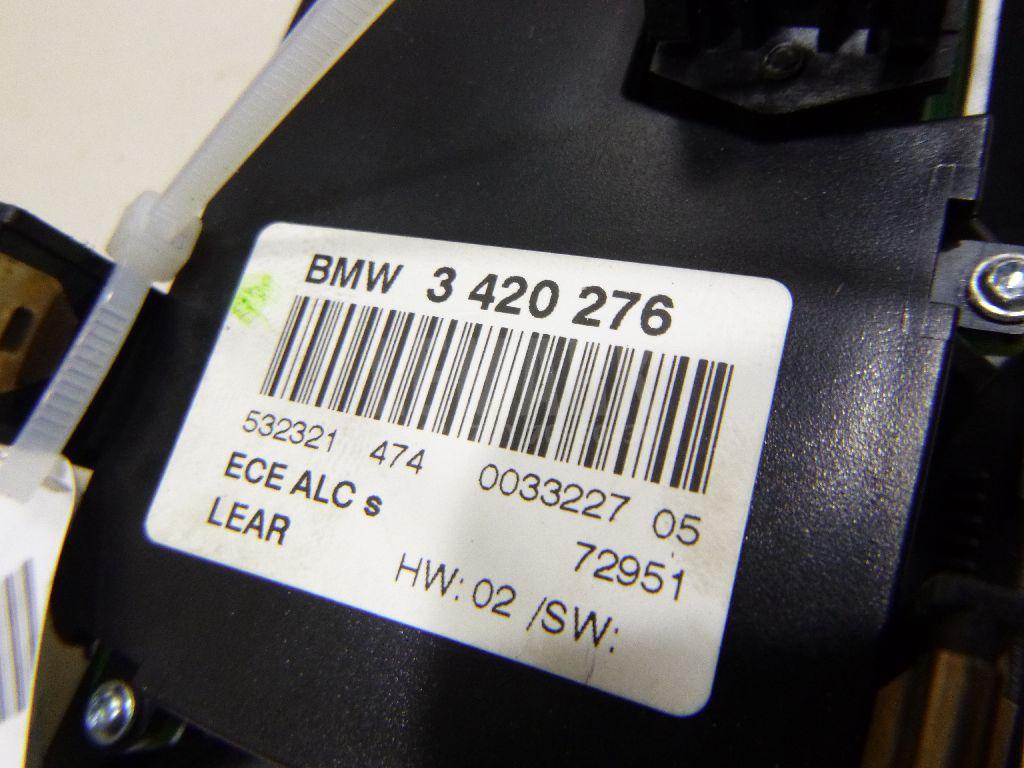 BMW 3 420 276
532321 474 0033227 05
ECE ALC s 72951
LEAR
HW: 02 /SW: